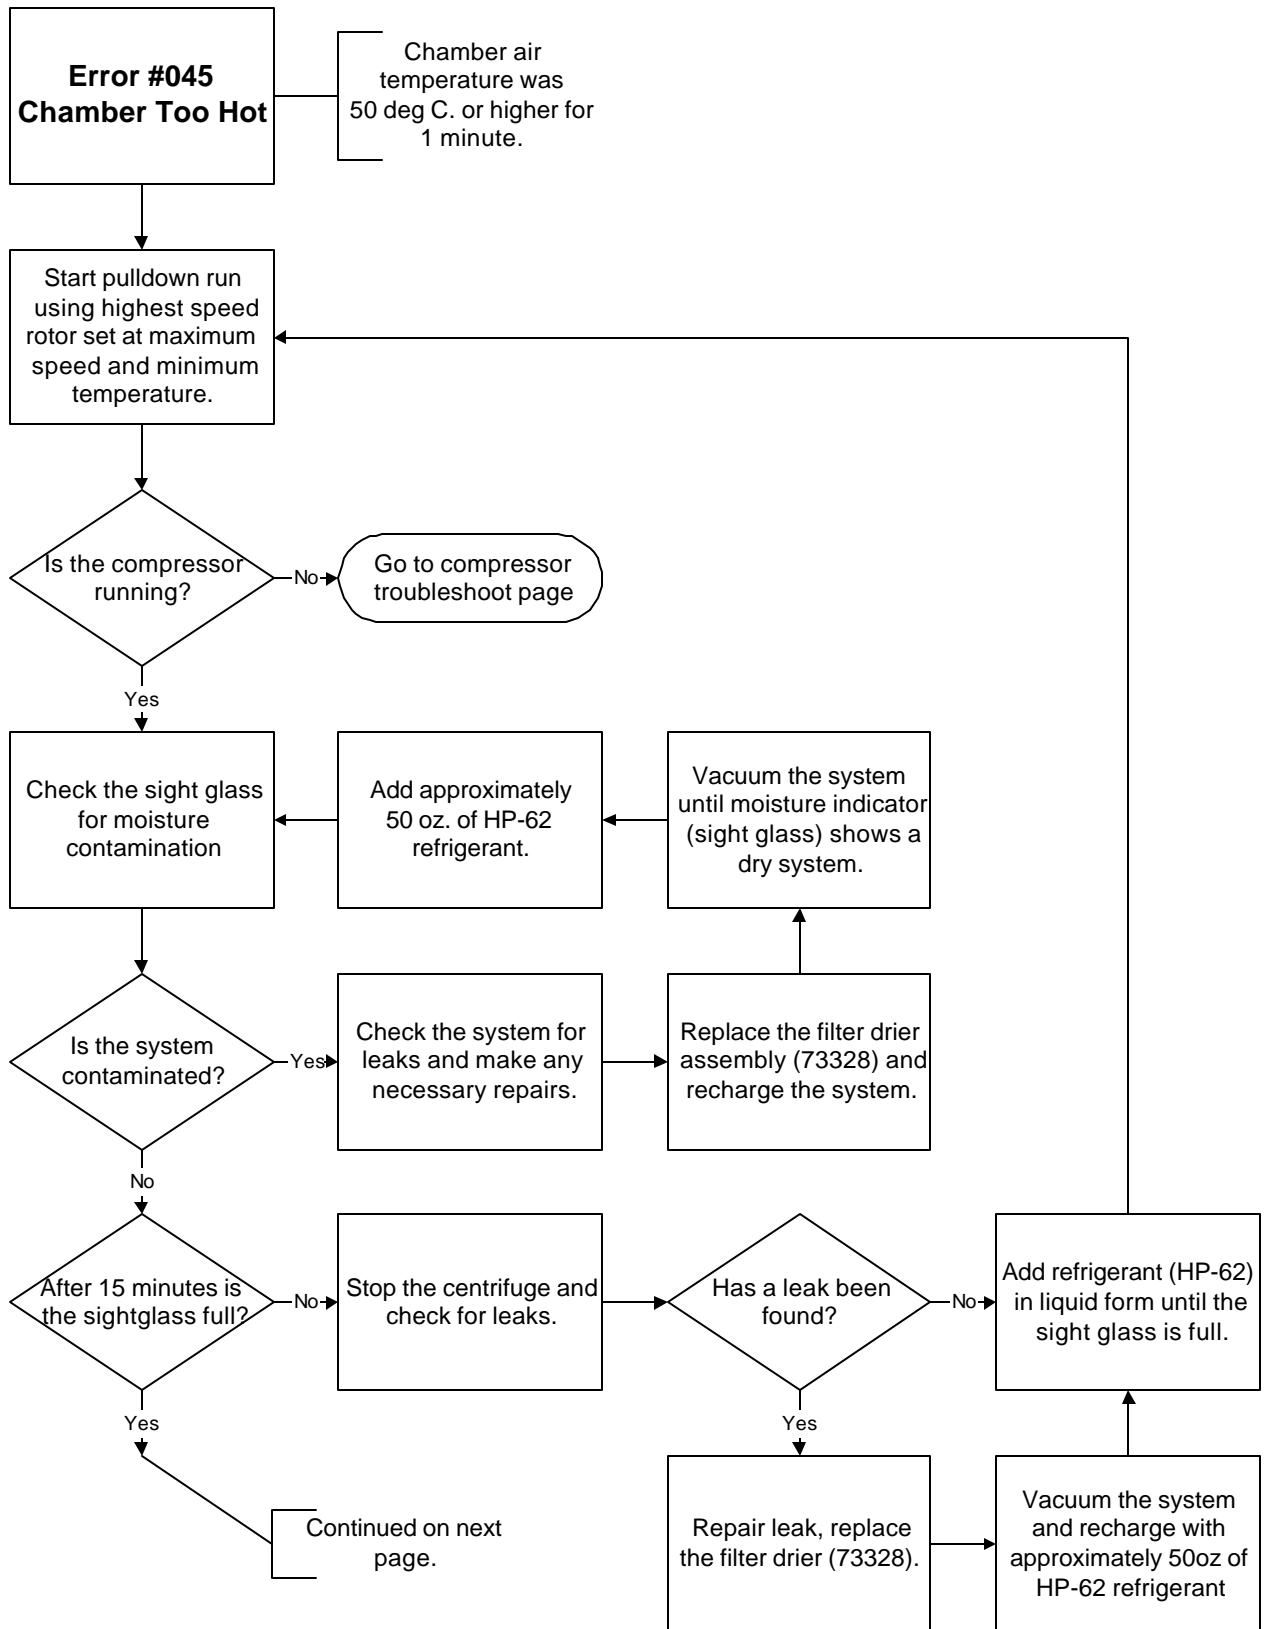 Error #045
Chamber Too Hot
Chamber air
temperature was
50 deg C. or higher for
1 minute.
Start pulldown run
using highest speed
rotor set at maximum
speed and minimum
temperature.
Is the compressor
running?
No
Go to compressor
troubleshoot page
Yes
Check the sight glass
for moisture
contamination
Add approximately
50 oz. of HP-62
refrigerant.
Vacuum the system
until moisture indicator
(sight glass) shows a
dry system.
Is the system
contaminated?
Yes
Check the system for
leaks and make any
necessary repairs.
Replace the filter drier
assembly (73328) and
recharge the system.
No
After 15 minutes is
the sightglass full?
No
Stop the centrifuge and
check for leaks.
Has a leak been
found?
No
Add refrigerant (HP-62)
in liquid form until the
sight glass is full.
Yes
Yes
Continued on next
page.
Repair leak, replace
the filter drier (73328).
Vacuum the system
and recharge with
approximately 50oz of
HP-62 refrigerant